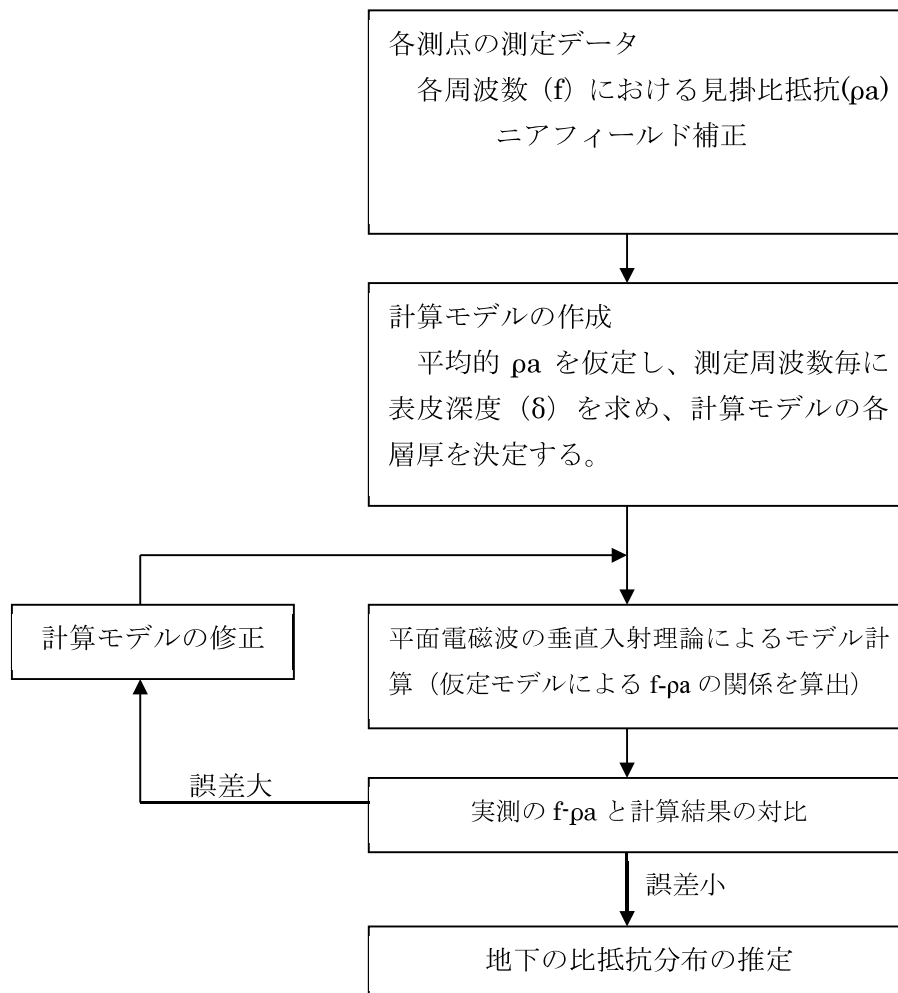 各測点の測定データ
各周波数（f）における見掛比抵抗(ρa)
ニアフィールド補正
計算モデルの作成
平均的 ρa を仮定し、測定周波数毎に
表皮深度（δ）を求め、計算モデルの各
層厚を決定する。
計算モデルの修正
平面電磁波の垂直入射理論によるモデル計
算（仮定モデルによる f-ρa の関係を算出）
誤差大
実測の f-ρa と計算結果の対比
誤差小
地下の比抵抗分布の推定